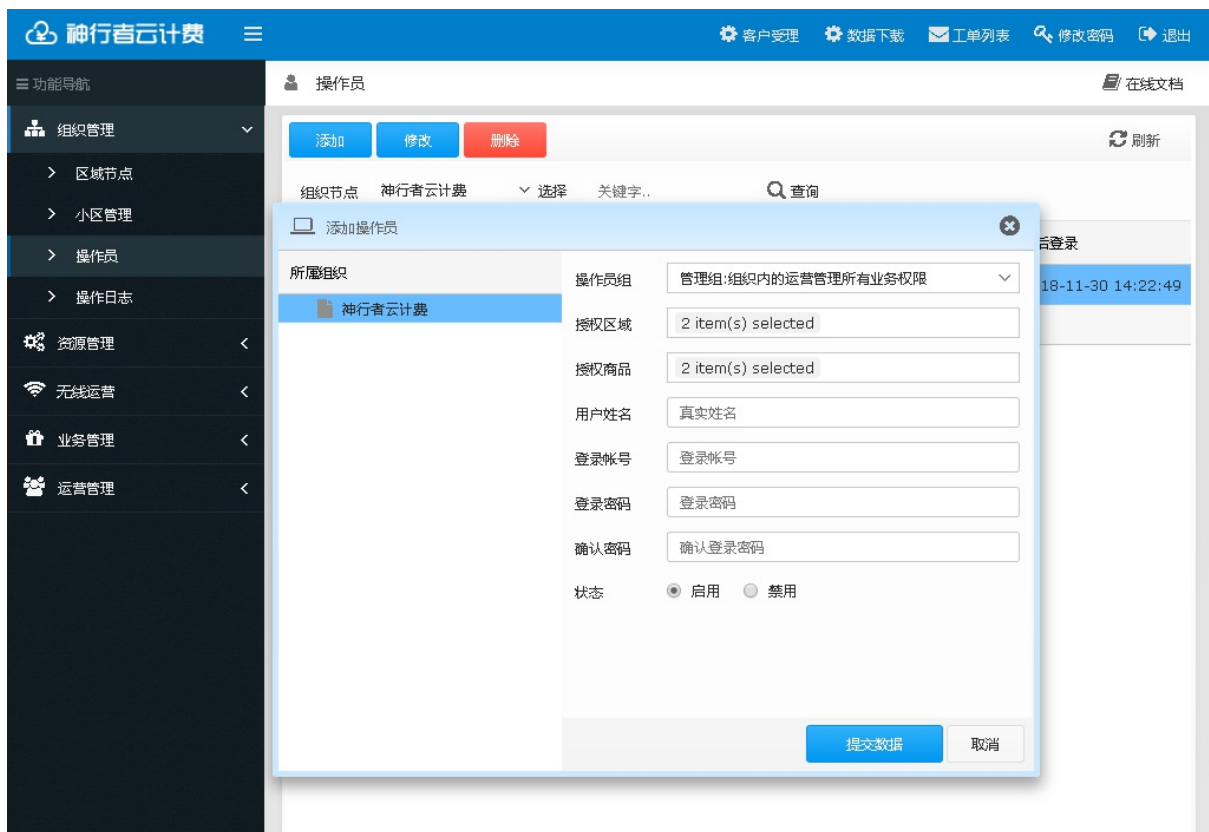 神行者云计费 客户受理 数据下载 工单列表 修改密码 退出
功能导航 操作员 在线文档
组织管理
添加 修改 删除 刷新
区域节点
组织节点 神行者云计费 选择 关键字.. 查询
小区管理
添加操作员
后登录
操作员
所属组织
操作员组 管理组:组织内的运营管理所有业务权限
18-11-30 14:22:49
操作日志
神行者云计费
授权区域 2 item(s) selected
资源管理
授权商品 2 item(s) selected
无线运营
用户姓名 真实姓名
业务管理
登录帐号 登录帐号
运营管理
登录密码 登录密码
确认密码 确认登录密码
状态 启用 禁用
提交数据 取消